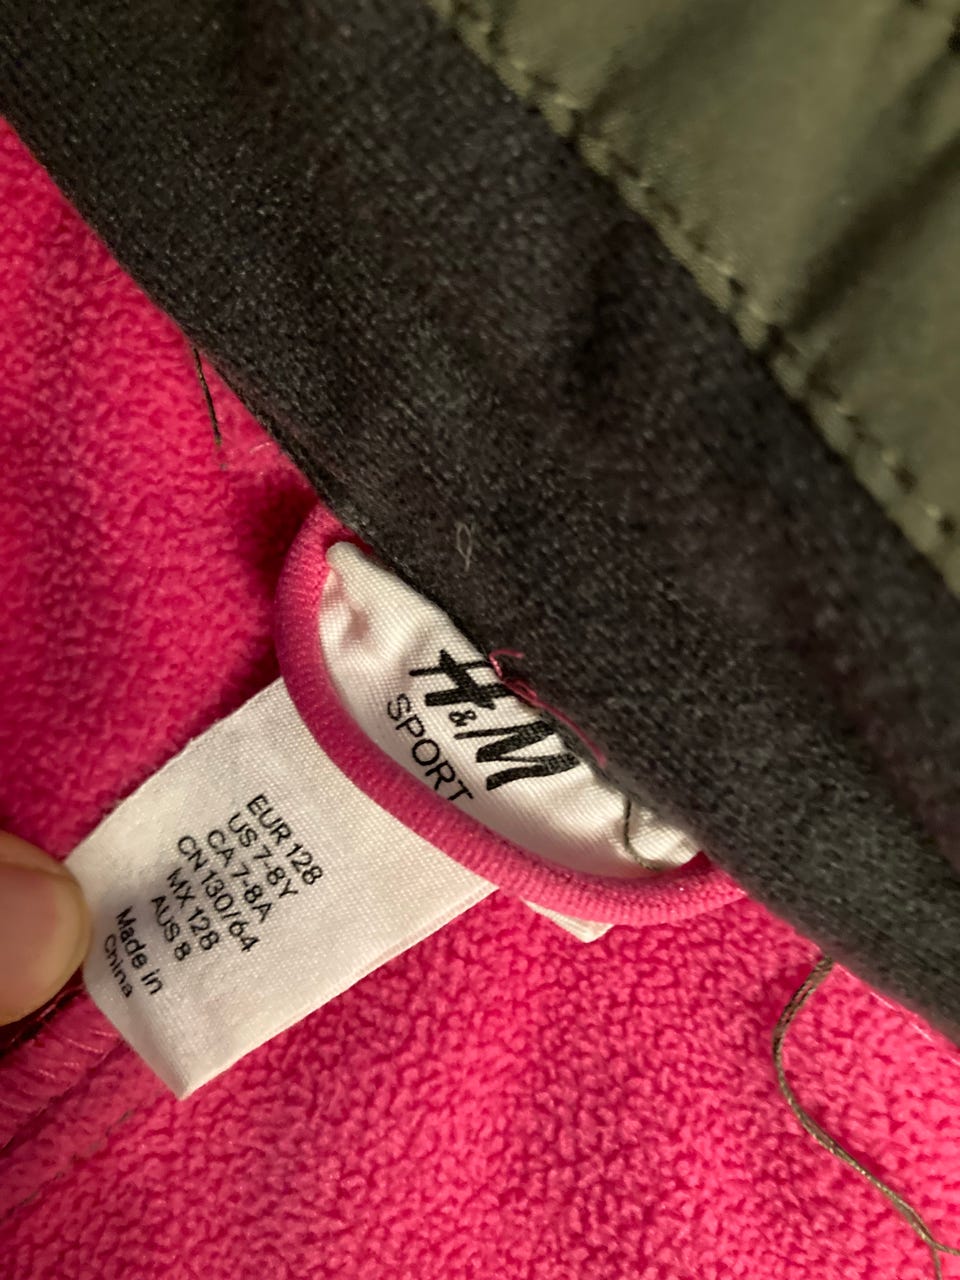 H&M
SPORT
EUR 128
US 7-8Y
CA 7-8A
CN 130/64
MX 128
AUS 8
Made in
China